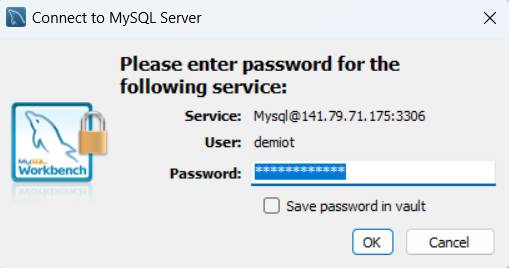 Connect to MySQL Server
Please enter password for the
following service:
Service: Mysql@141.79.71.175:3306
User: demiot
Password: ************
MySQL
Workbench
Save password in vault
OK Cancel